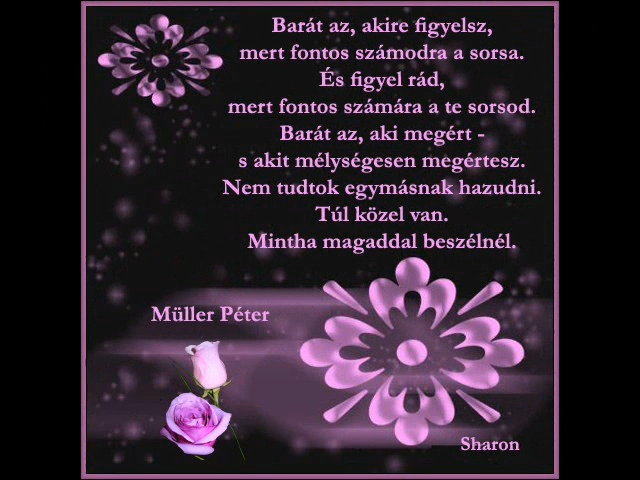 Barát az, akire figyelsz,
mert fontos számodra a sorsa.
És figyel rád,
mert fontos számára a te sorsod.
Barát az, aki megért -
s akit mélységesen megértesz.
Nem tudtok egymásnak hazudni.
Túl közel van.
Mintha magaddal beszélnél.
Müller Péter
Sharon